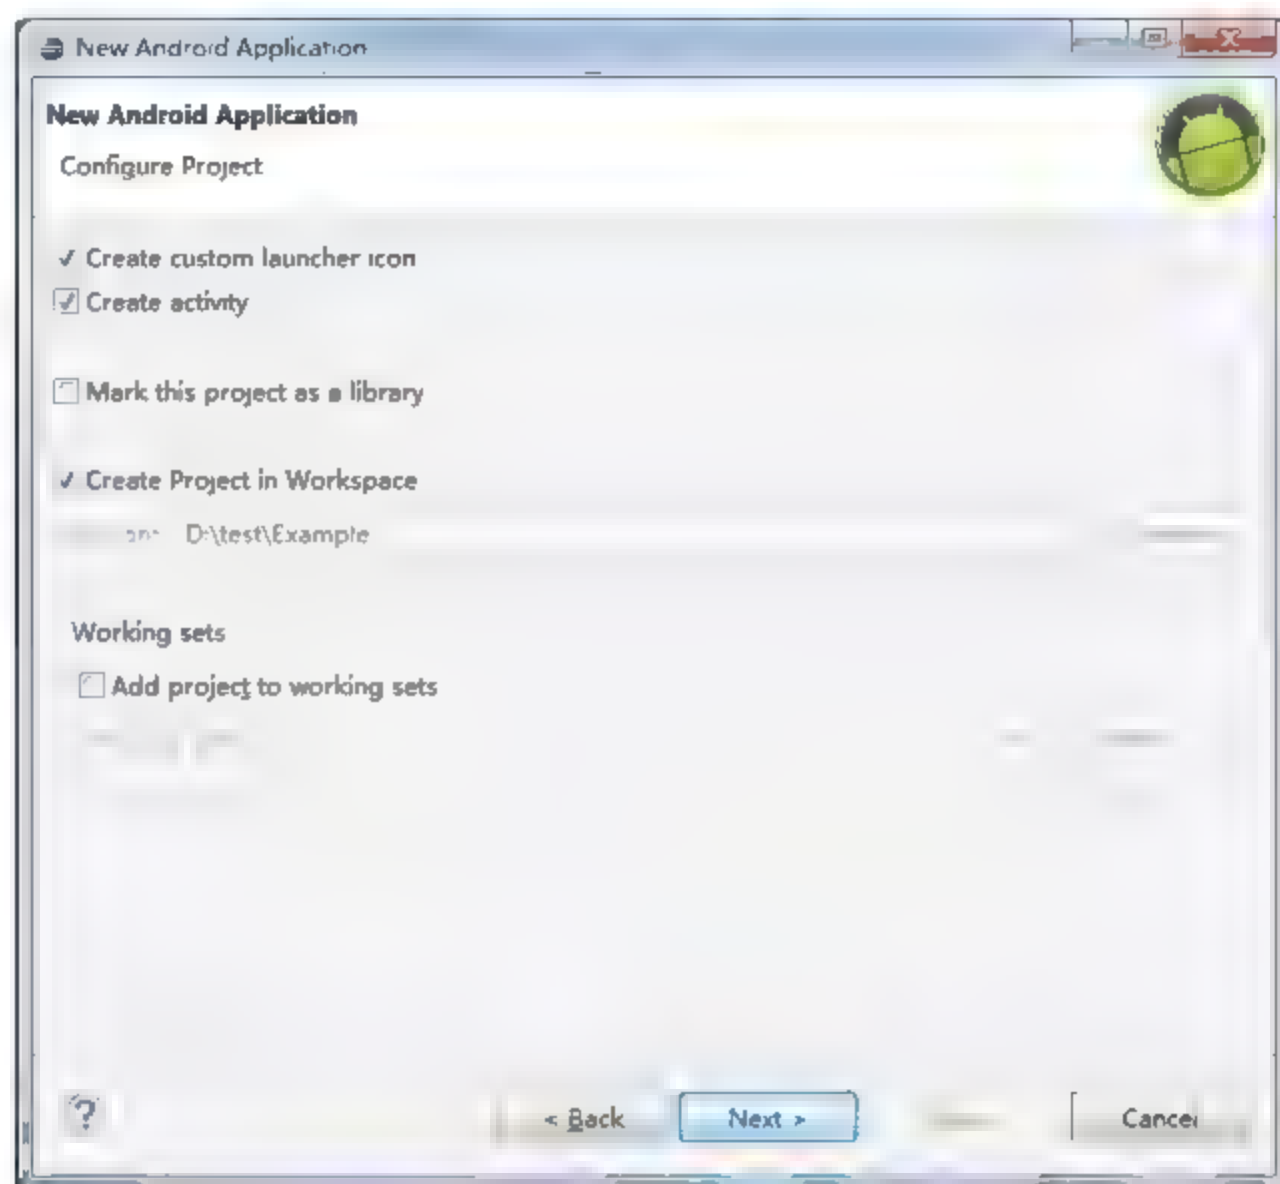 New Android Application
New Android Application
Configure Project
Create custom launcher icon
Create activity
Mark this project as a library
Create Project in Workspace
D:\test\Example
Working sets
Add project to working sets
? < Back Next > Cancel